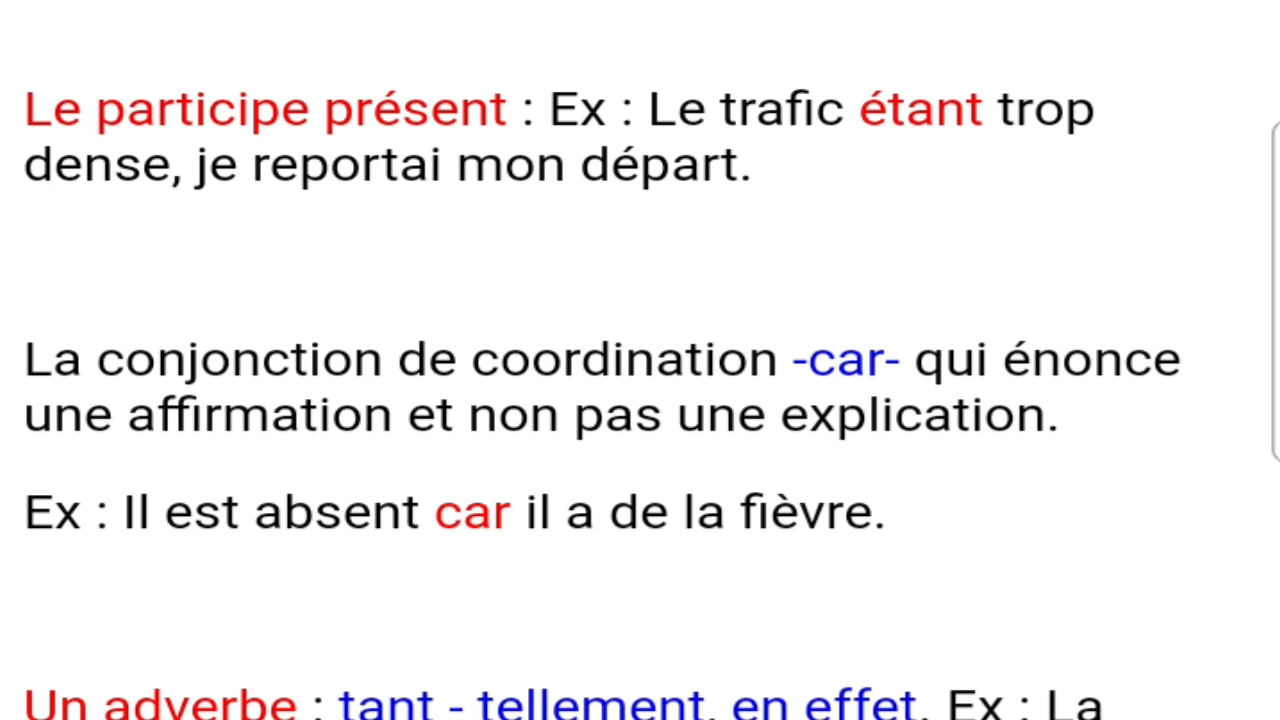 Le participe présent : Ex : Le trafic étant trop
dense, je reportai mon départ.
La conjonction de coordination -car- qui énonce
une affirmation et non pas une explication.
Ex : Il est absent car il a de la fièvre.
Un adverbe : tant - tellement, en effet. Ex : La